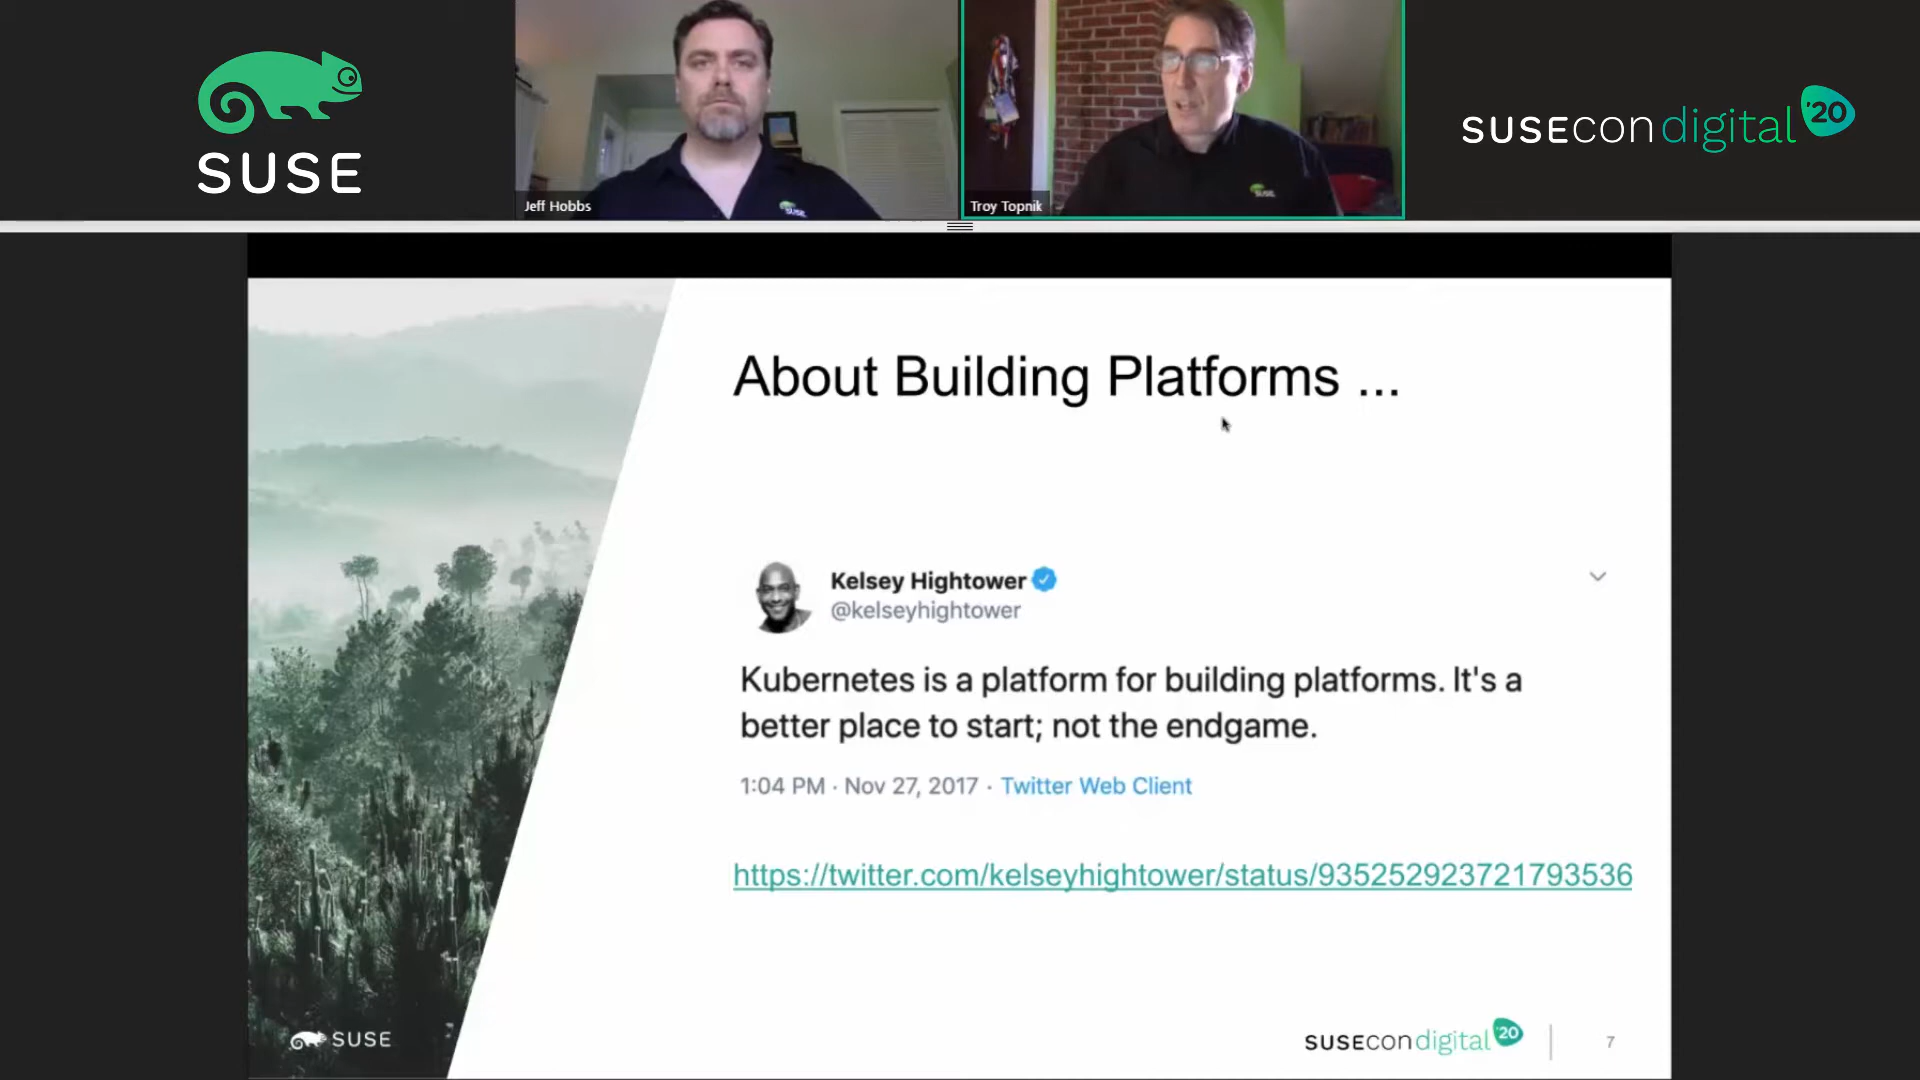 SUSE
Jeff Hobbs
SUSE
Troy Topnik
SUSE
SUSECON digital '20
About Building Platforms ...
Kelsey Hightower
@kelseyhightower
Kubernetes is a platform for building platforms. It's a
better place to start; not the endgame.
1:04 PM · Nov 27, 2017 · Twitter Web Client
https://twitter.com/kelseyhightower/status/935252923721793536
SUSE
SUSECON digital '20
7